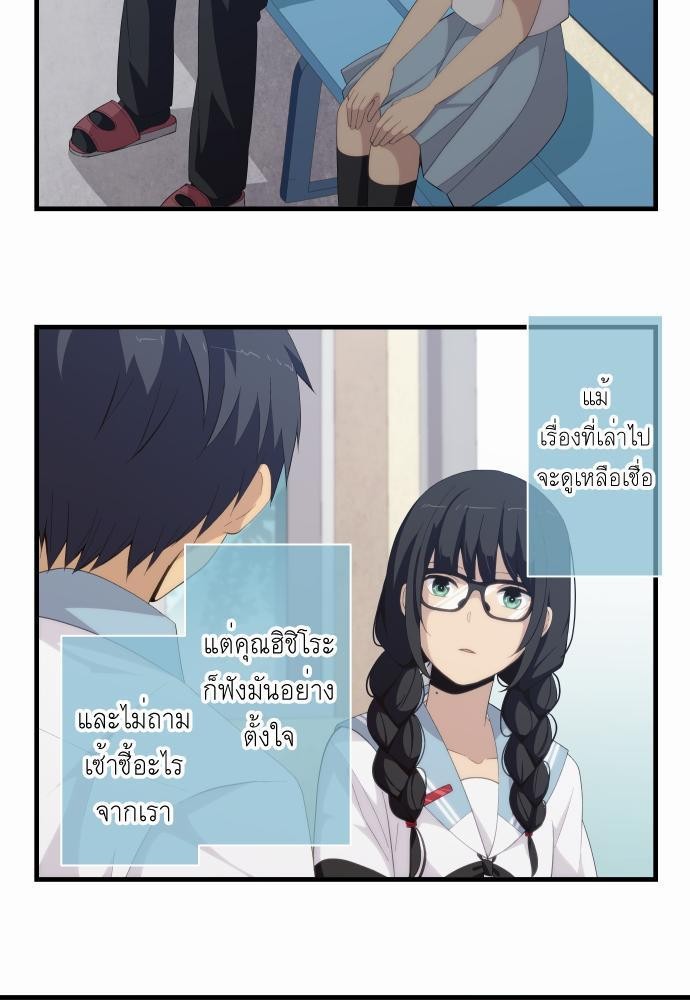 แม้
เรื่องที่เล่าไป
จะดูเหลือเชื่อ
แต่คุณฮิชิโระ
ก็ฟังมันอย่าง
ตั้งใจ
และไม่ถาม
เซ้าซี้อะไร
จากเรา